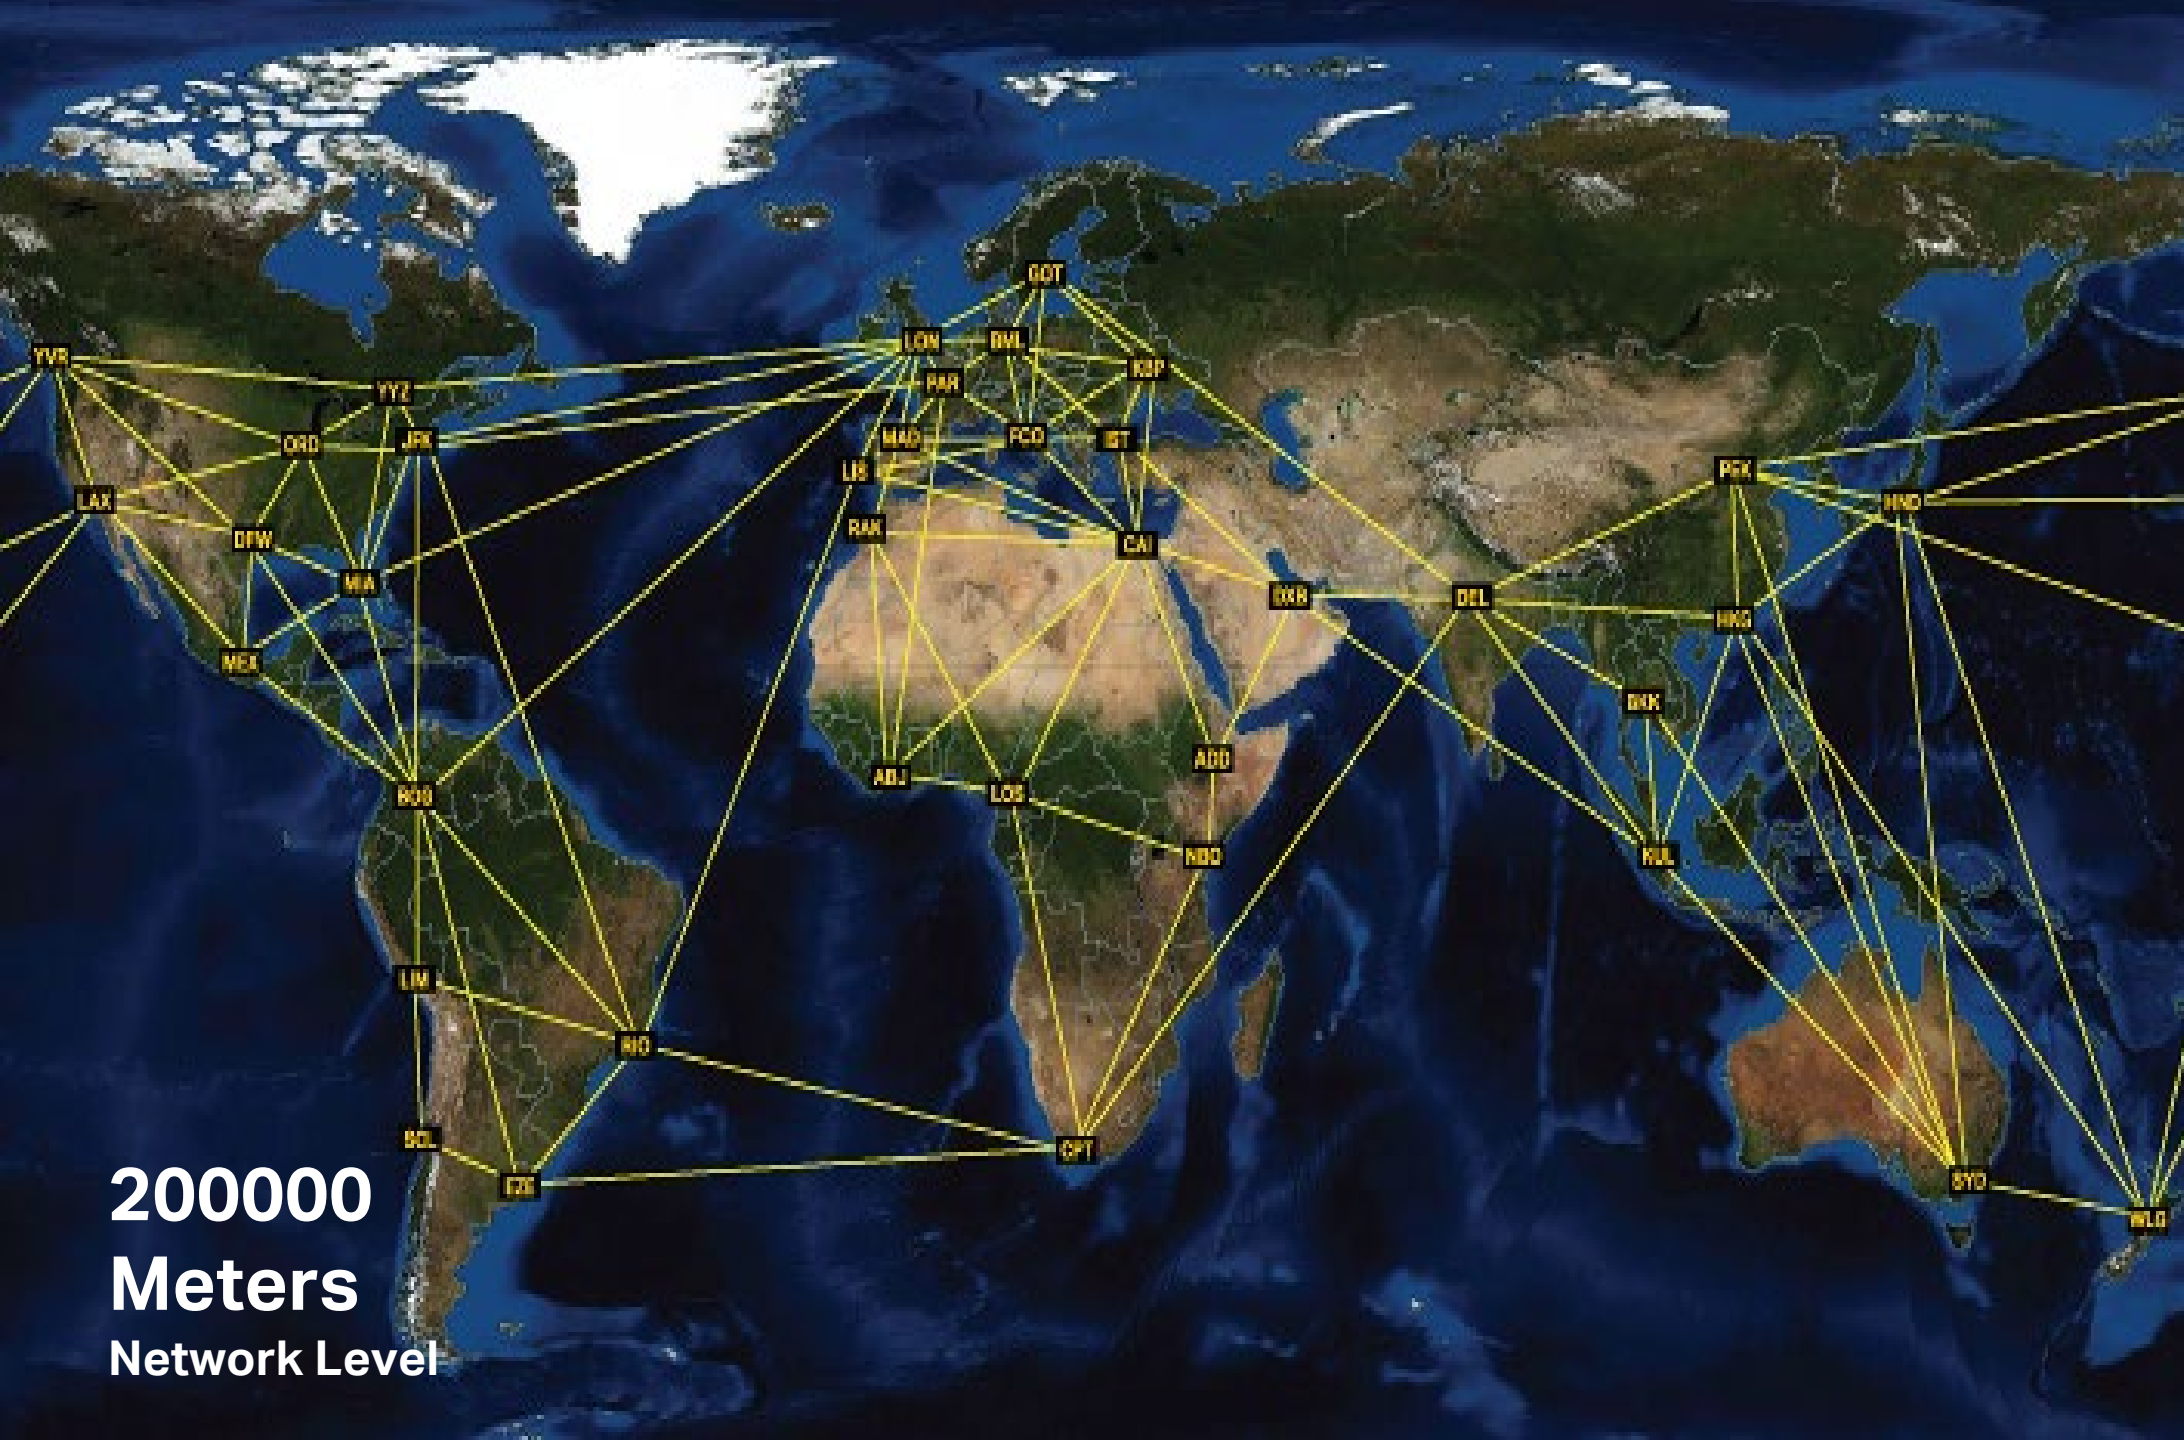 GOT
LON
BML
YVR
KBP
PAR
YYZ
MAD
FCO
IST
ORD
JFK
LIS
PEK
LAX
HND
RAK
DFW
CAI
MIA
DXB
DEL
HKG
MEX
BKK
ADD
ABJ
LOS
BOG
NBO
KUL
LIM
RIO
SCL
CPT
EZE
SYD
WLG
200000
Meters
Network Level